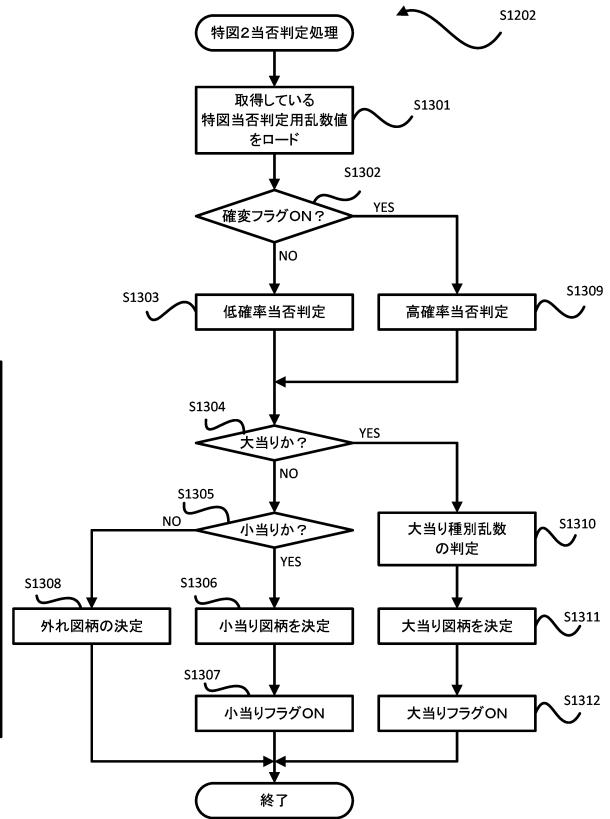 S1202
特図2当否判定処理
S1301
取得している
特図当否判定用乱数値
をロード
S1302
確変フラグON？
YES
NO
S1303
低確率当否判定
S1309
高確率当否判定
S1304
大当りか？
YES
NO
S1305
小当りか？
NO
YES
S1310
大当り種別乱数
の判定
S1308
外れ図柄の決定
S1306
小当り図柄を決定
S1311
大当り図柄を決定
S1307
小当りフラグON
S1312
大当りフラグON
終了